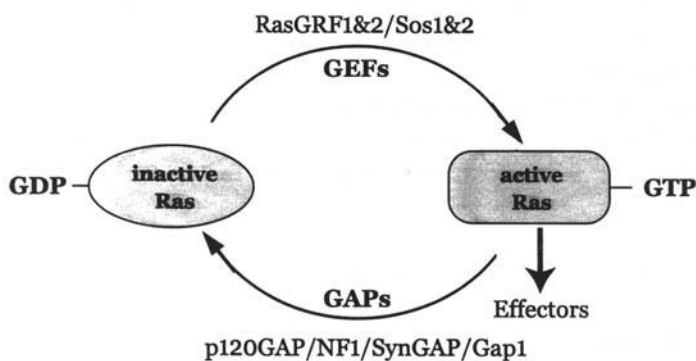 RasGRF1&2/Sos1&2
GEFs
GDP
inactive
Ras
active
Ras
GTP
GAPs
Effectors
p120GAP/NF1/SynGAP/Gap1